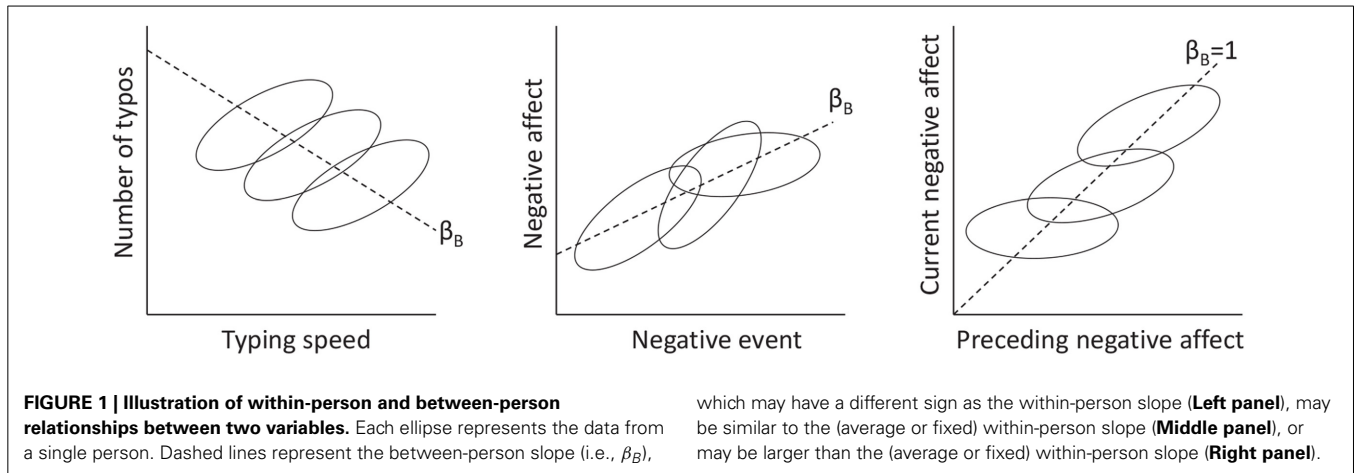 Number of typos
Typing speed
β_B
Negative affect
Negative event
β_B
Current negative affect
Preceding negative affect
β_B=1
FIGURE 1 | Illustration of within-person and between-person
relationships between two variables. Each ellipse represents the data from
a single person. Dashed lines represent the between-person slope (i.e., β_B),
which may have a different sign as the within-person slope (Left panel), may
be similar to the (average or fixed) within-person slope (Middle panel), or
may be larger than the (average or fixed) within-person slope (Right panel).